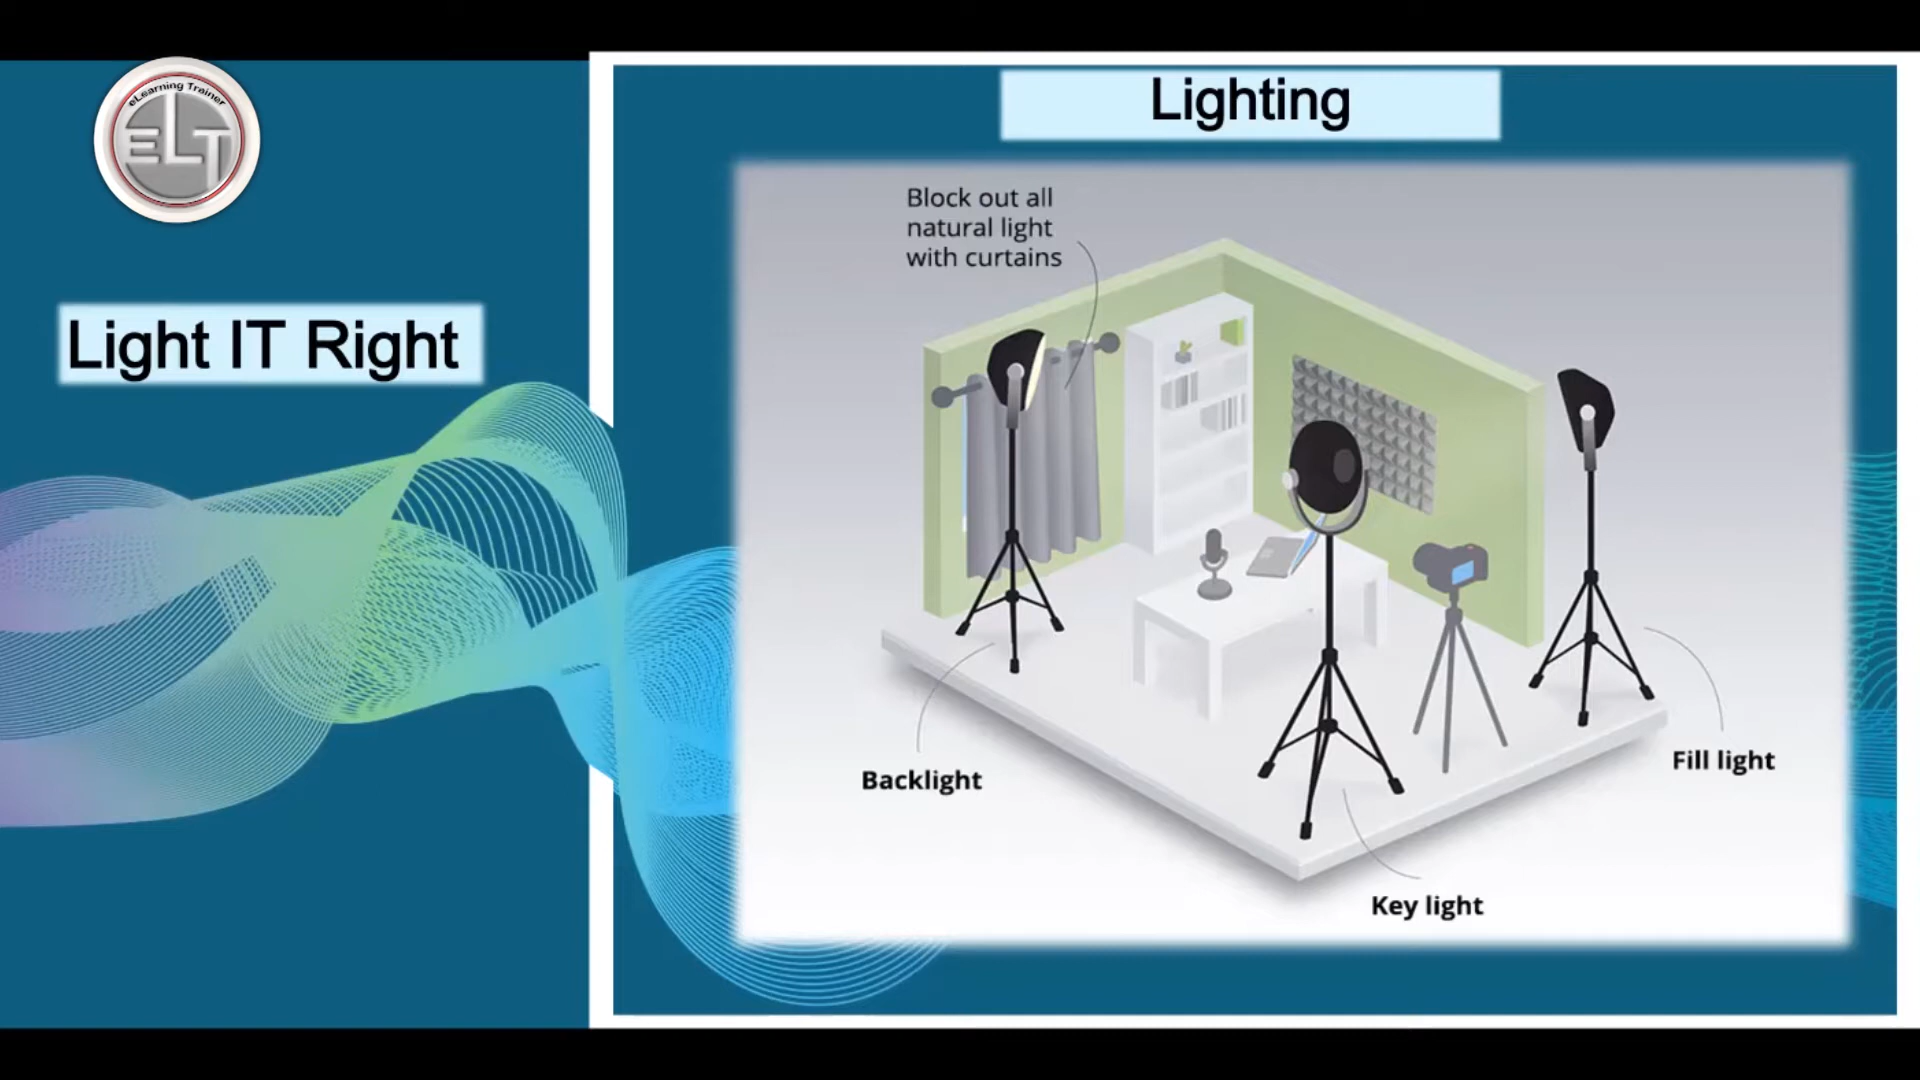 eLearning Trainer
ELT
Light IT Right
Lighting
Block out all
natural light
with curtains
Backlight
Fill light
Key light